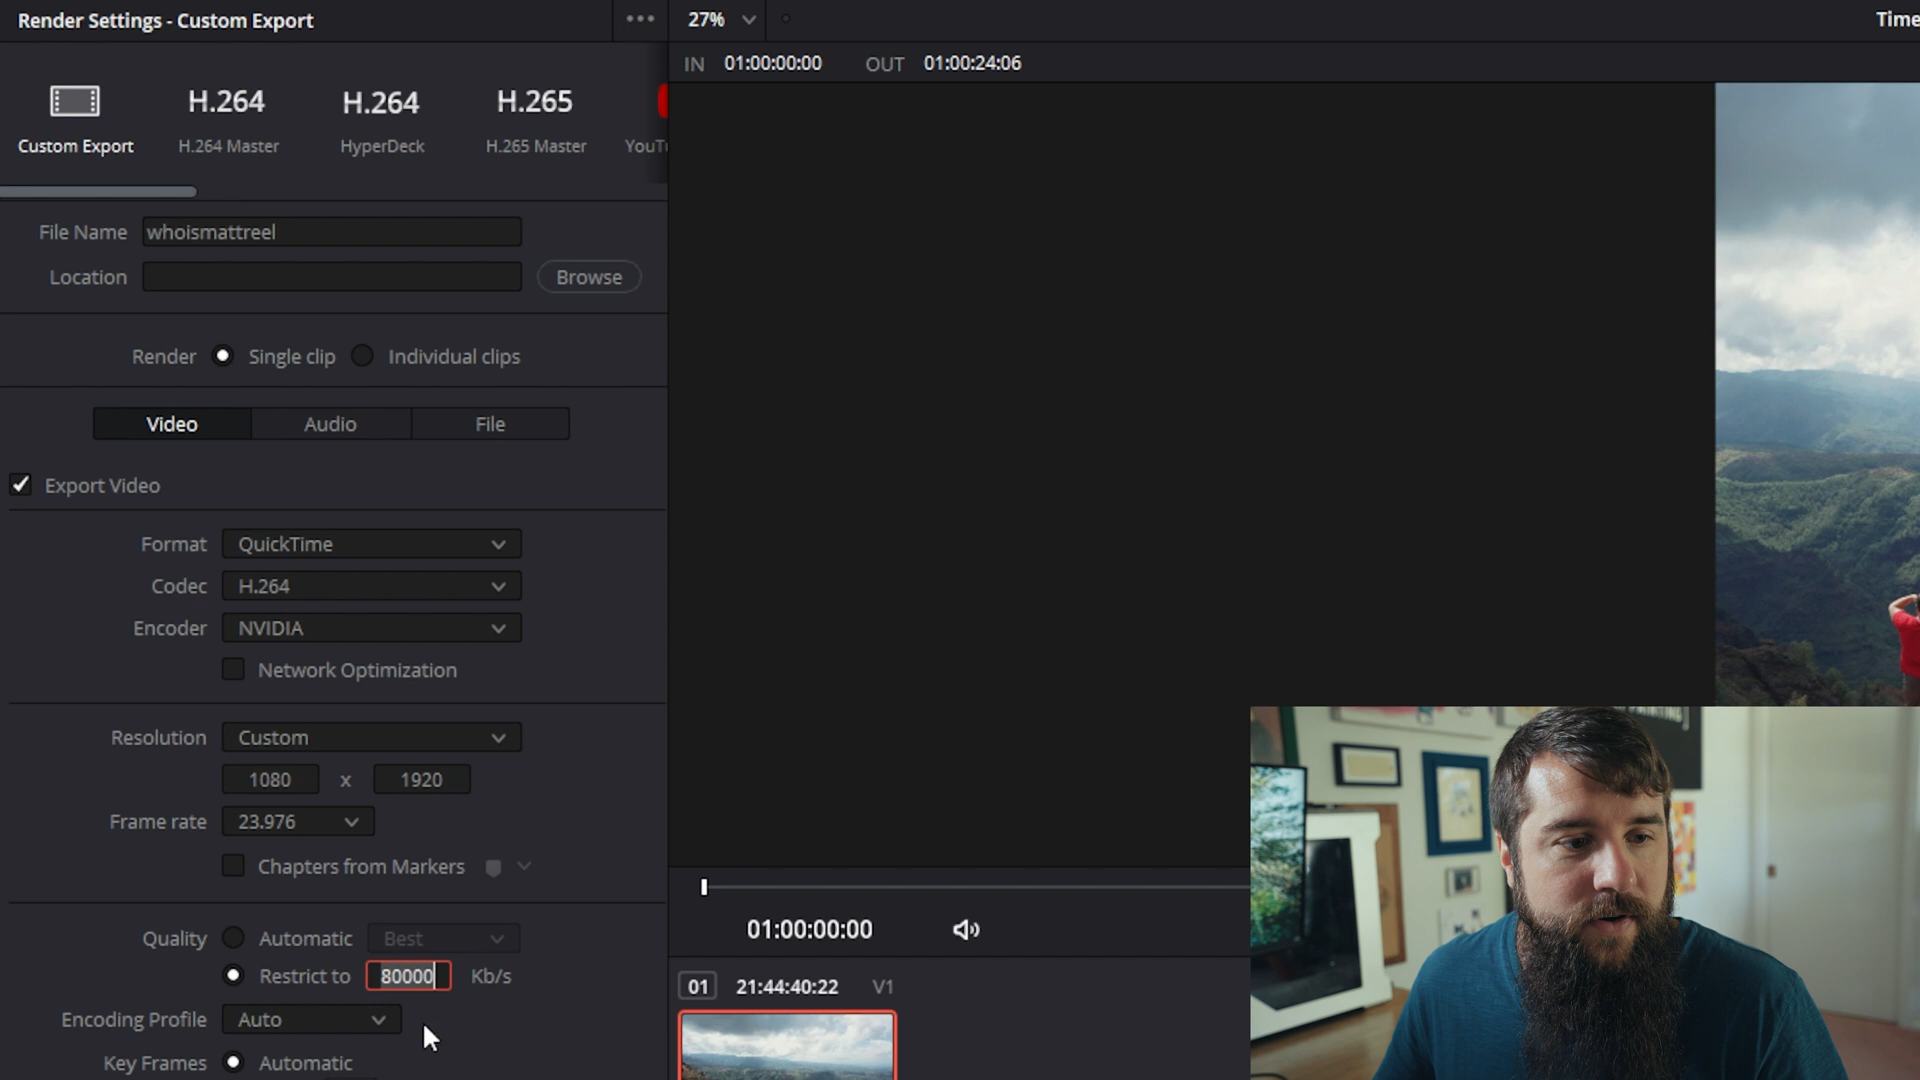 Render Settings - Custom Export
27%
Time
IN 01:00:00:00 OUT 01:00:24:06
H.264 H.264 H.265
Custom Export H.264 Master HyperDeck H.265 Master YouT
File Name whoismattreel
Location Browse
Render Single clip Individual clips
Video Audio File
Export Video
Format QuickTime
Codec H.264
Encoder NVIDIA
Network Optimization
Resolution Custom
1080 x 1920
Frame rate 23.976
Chapters from Markers
01:00:00:00
Quality Automatic Best
Restrict to 80000 Kb/s
01 21:44:40:22 V1
Encoding Profile Auto
Key Frames Automatic